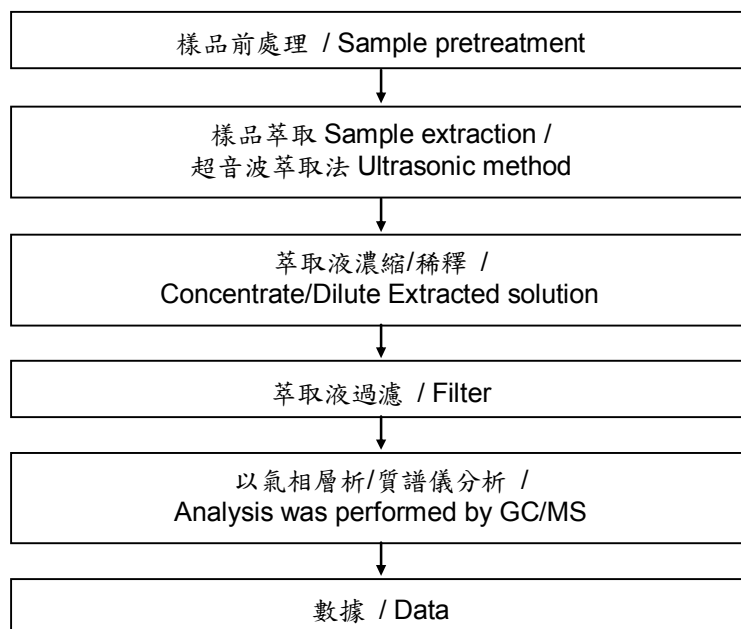 樣品前處理 / Sample pretreatment
樣品萃取 Sample extraction /
超音波萃取法 Ultrasonic method
萃取液濃縮/稀釋 /
Concentrate/Dilute Extracted solution
萃取液過濾 / Filter
以氣相層析/質譜儀分析 /
Analysis was performed by GC/MS
數據 / Data